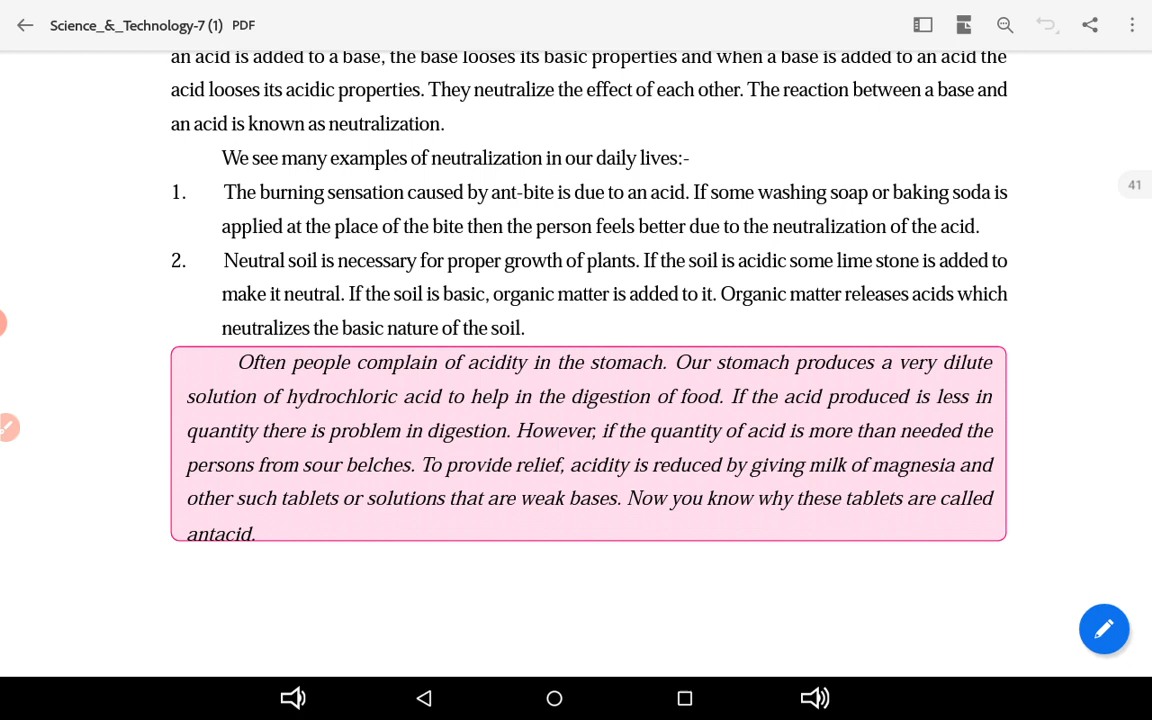 Science_&_Technology-7 (1) PDF
an acid is added to a base, the base looses its basic properties and when a base is added to an acid the
acid looses its acidic properties. They neutralize the effect of each other. The reaction between a base and
an acid is known as neutralization.
We see many examples of neutralization in our daily lives:-
1. The burning sensation caused by ant-bite is due to an acid. If some washing soap or baking soda is
applied at the place of the bite then the person feels better due to the neutralization of the acid.
2. Neutral soil is necessary for proper growth of plants. If the soil is acidic some lime stone is added to
make it neutral. If the soil is basic, organic matter is added to it. Organic matter releases acids which
neutralizes the basic nature of the soil.
41
Often people complain of acidity in the stomach. Our stomach produces a very dilute
solution of hydrochloric acid to help in the digestion of food. If the acid produced is less in
quantity there is problem in digestion. However, if the quantity of acid is more than needed the
persons from sour belches. To provide relief, acidity is reduced by giving milk of magnesia and
other such tablets or solutions that are weak bases. Now you know why these tablets are called
antacid.